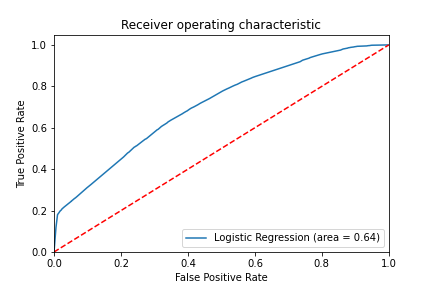 Receiver operating characteristic
True Positive Rate
1.0
0.8
0.6
0.4
0.2
0.0
Logistic Regression (area = 0.64)
0.0 0.2 0.4 0.6 0.8 1.0
False Positive Rate